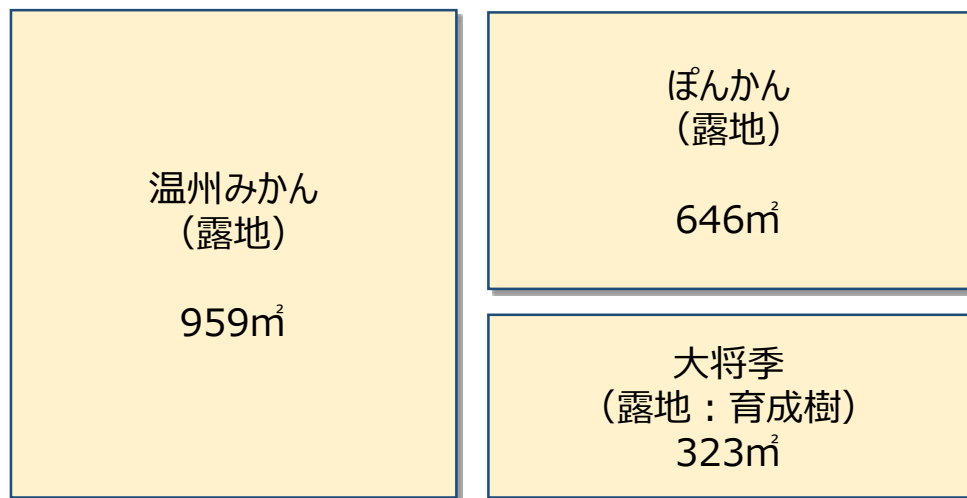 温州みかん
（露地）
959㎡
ぽんかん
（露地）
646㎡
大将季
（露地：育成樹）
323㎡